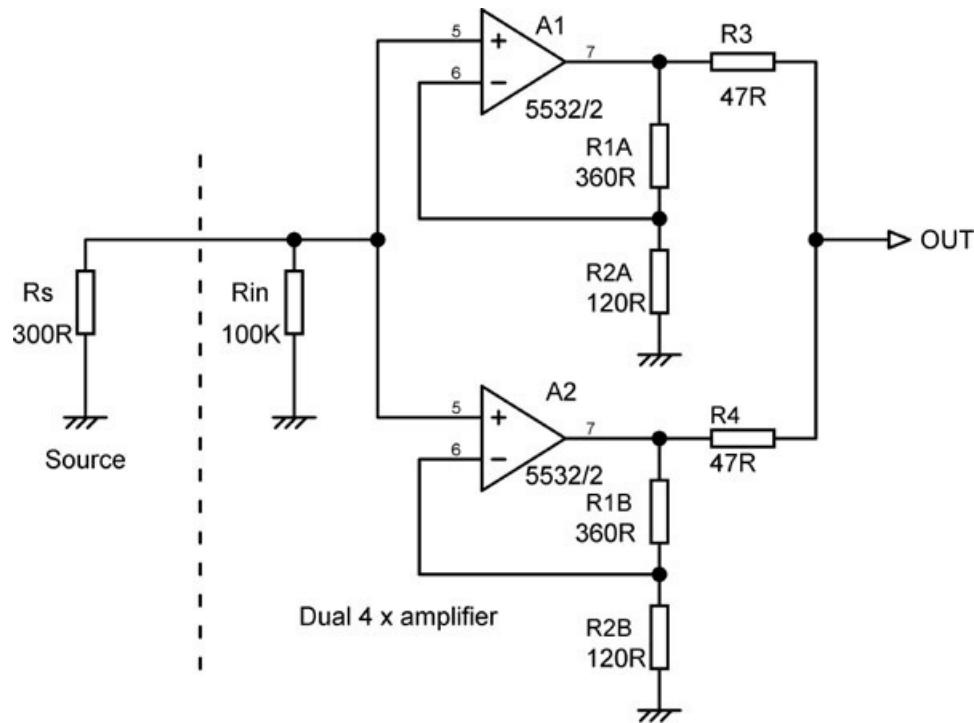 A1
R3
5
+
7
6
−
47R
5532/2
R1A
360R
OUT
Rs
300R
Rin
100K
R2A
120R
Source
A2
R4
5
+
7
6
−
47R
5532/2
R1B
360R
Dual 4 x amplifier
R2B
120R